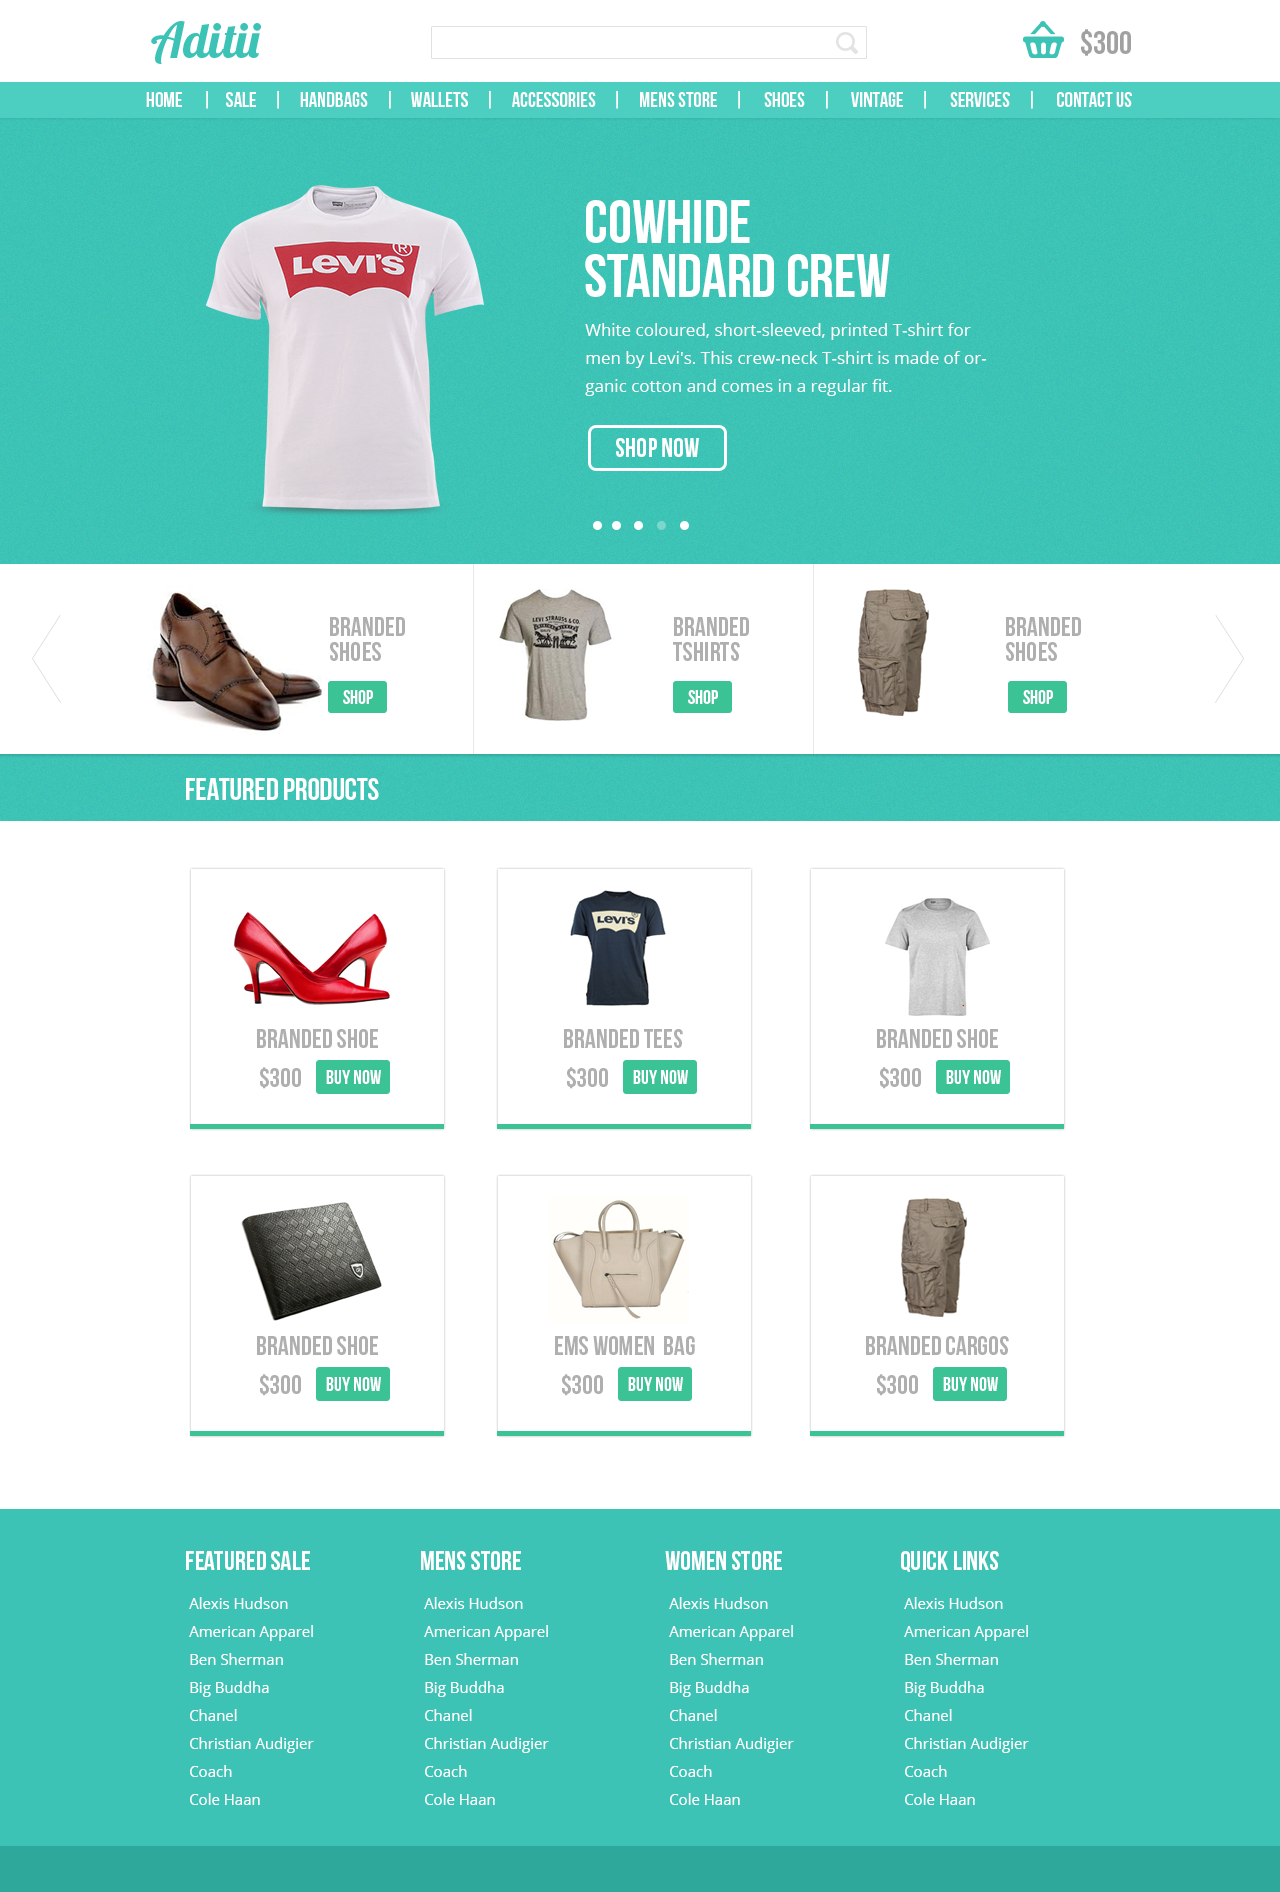 Aditii
$300
HOME | SALE | HANDBAGS | WALLETS | ACCESSORIES | MENS STORE | SHOES | VINTAGE | SERVICES | CONTACT US
LEVI'S ®
COWHIDE
STANDARD CREW
White coloured, short-sleeved, printed T-shirt for
men by Levi's. This crew-neck T-shirt is made of or-
ganic cotton and comes in a regular fit.
SHOP NOW
BRANDED
SHOES
SHOP
LEVI STRAUSS & CO.
BRANDED
TSHIRTS
SHOP
BRANDED
SHOES
SHOP
FEATURED PRODUCTS
BRANDED SHOE
$300 BUY NOW
LEVI'S
BRANDED TEES
$300 BUY NOW
BRANDED SHOE
$300 BUY NOW
BRANDED SHOE
$300 BUY NOW
EMS WOMEN BAG
$300 BUY NOW
BRANDED CARGOS
$300 BUY NOW
FEATURED SALE
Alexis Hudson
American Apparel
Ben Sherman
Big Buddha
Chanel
Christian Audigier
Coach
Cole Haan
MENS STORE
Alexis Hudson
American Apparel
Ben Sherman
Big Buddha
Chanel
Christian Audigier
Coach
Cole Haan
WOMEN STORE
Alexis Hudson
American Apparel
Ben Sherman
Big Buddha
Chanel
Christian Audigier
Coach
Cole Haan
QUICK LINKS
Alexis Hudson
American Apparel
Ben Sherman
Big Buddha
Chanel
Christian Audigier
Coach
Cole Haan